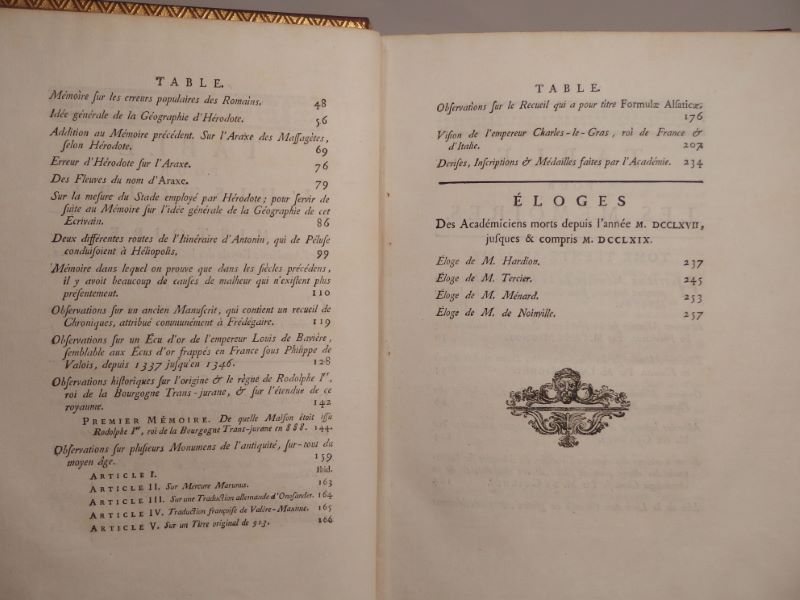 TABLE.
Mémoire ſur les erreurs populaires des Romains. 48
Idée générale de la Géographie d'Hérodote. 56
Addition au Mémoire précédent. Sur l'Araxe des Maſſagètes,
ſelon Hérodote. 69
Erreur d'Hérodote ſur l'Araxe. 76
Des Fleuves du nom d'Araxe. 79
Sur la meſure du Stade employé par Hérodote; pour ſervir de
ſuite au Mémoire ſur l'idée générale de la Géographie de cet
Ecrivain. 86
Deux différentes routes de l'Itinéraire d'Antonin, qui de Péluſe
conduiſoient à Héliopolis. 99
Mémoire dans lequel on prouve que dans les ſiècles précédens,
il y avoit beaucoup de cauſes de malheur qui n'exiſtent plus
préſentement. 110
Obſervations ſur un ancien Manuſcrit, qui contient un recueil de
Chroniques, attribué communément à Frédégaire. 119
Obſervations ſur un Écu d'or de l'empereur Louis de Bavière,
ſemblable aux Écus d'or frappés en France ſous Philippe de
Valois, depuis 1337 juſqu'en 1346. 128
Obſervations hiſtoriques ſur l'origine & le règne de Rodolphe I.er,
roi de la Bourgogne Trans-jurane, & ſur l'étendue de ce
royaume. 142
PREMIER MÉMOIRE. De quelle Maiſon étoit iſſu
Rodolphe I.er, roi de la Bourgogne Trans-jurane en 888. 144
Obſervations ſur pluſieurs Monumens de l'antiquité, ſur-tout du
moyen âge. 159
ARTICLE I. Ibid.
ARTICLE II. Sur Mercure Marunus. 163
ARTICLE III. Sur une Traduction allemande d'Onoſander. 164
ARTICLE IV. Traduction françoiſe de Valère-Maxime. 165
ARTICLE V. Sur un Titre original de 913. 166
TABLE.
Obſervations ſur le Recueil qui a pour titre Formulæ Alſaticæ,
176
Viſion de l'empereur Charles-le-Gras, roi de France &
d'Italie. 207
Deviſes, Inſcriptions & Médailles faites par l'Académie. 234
ÉLOGES
Des Académiciens morts depuis l'année M. DCCLXVII,
juſques & compris M. DCCLXIX.
Éloge de M. Hardion. 237
Éloge de M. Tercier. 245
Éloge de M. Ménard. 253
Éloge de M. de Noinville. 257